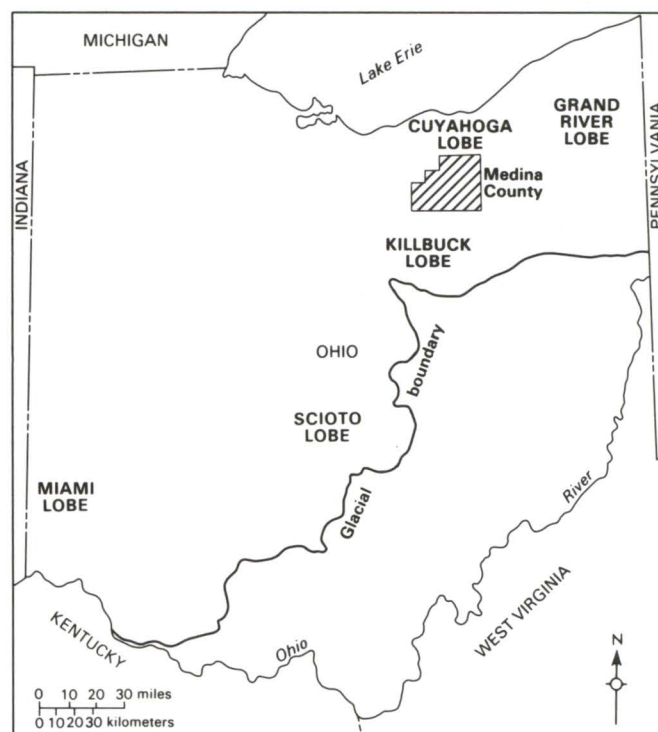 MICHIGAN
Lake Erie
INDIANA
CUYAHOGA
LOBE
GRAND
RIVER
LOBE
PENNSYLVANIA
Medina
County
KILLBUCK
LOBE
OHIO
boundary
SCIOTO
LOBE
Glacial
MIAMI
LOBE
River
KENTUCKY
Ohio
WEST VIRGINIA
N
0 10 20 30 miles
0 10 20 30 kilometers